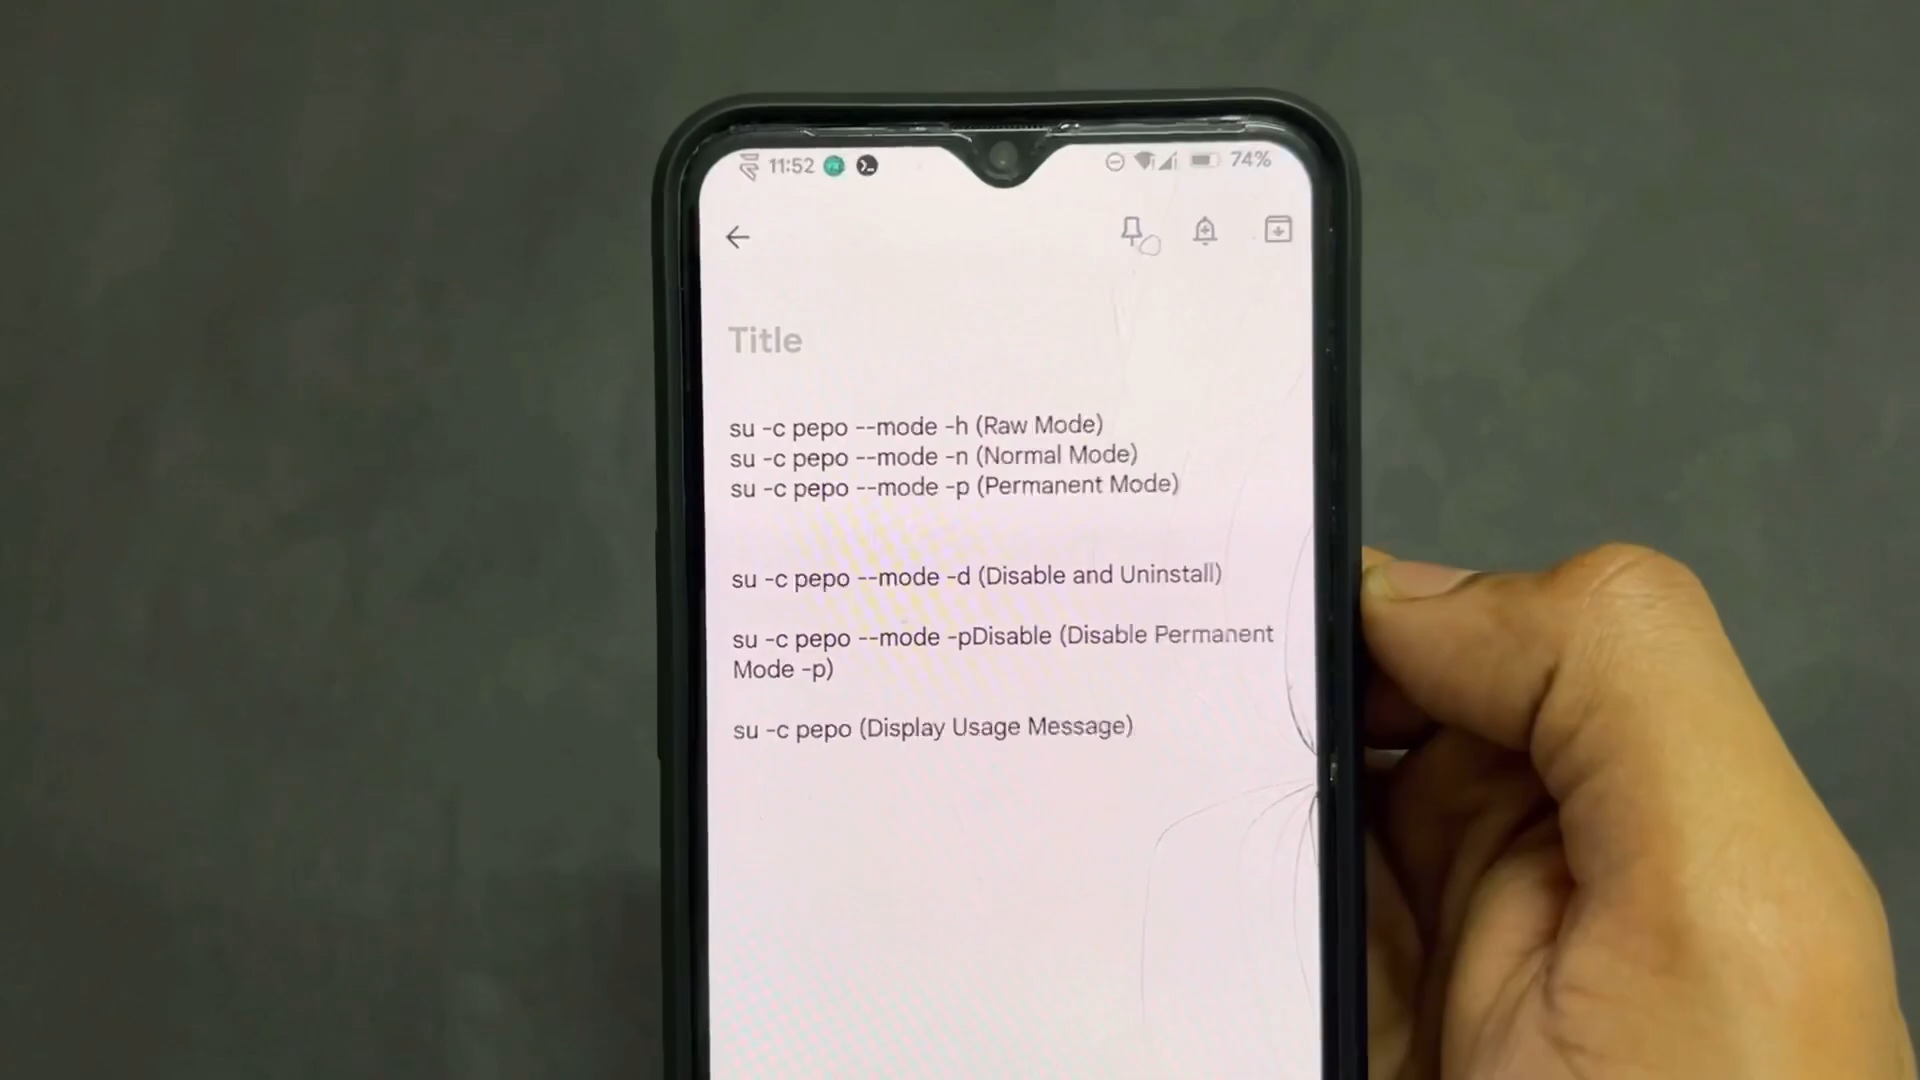 11:52
74%
Title
su -c pepo --mode -h (Raw Mode)
su -c pepo --mode -n (Normal Mode)
su -c pepo --mode -p (Permanent Mode)
su -c pepo --mode -d (Disable and Uninstall)
su -c pepo --mode -pDisable (Disable Permanent
Mode -p)
su -c pepo (Display Usage Message)